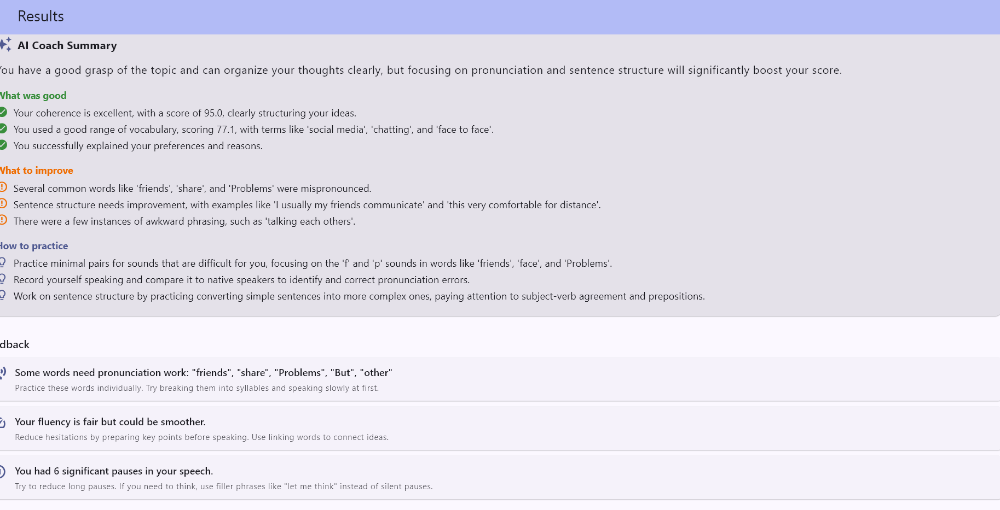 Results
AI Coach Summary
You have a good grasp of the topic and can organize your thoughts clearly, but focusing on pronunciation and sentence structure will significantly boost your score.
What was good
Your coherence is excellent, with a score of 95.0, clearly structuring your ideas.
You used a good range of vocabulary, scoring 77.1, with terms like 'social media', 'chatting', and 'face to face'.
You successfully explained your preferences and reasons.
What to improve
Several common words like 'friends', 'share', and 'Problems' were mispronounced.
Sentence structure needs improvement, with examples like 'I usually my friends communicate' and 'this very comfortable for distance'.
There were a few instances of awkward phrasing, such as 'talking each others'.
How to practice
Practice minimal pairs for sounds that are difficult for you, focusing on the 'f' and 'p' sounds in words like 'friends', 'face', and 'Problems'.
Record yourself speaking and compare it to native speakers to identify and correct pronunciation errors.
Work on sentence structure by practicing converting simple sentences into more complex ones, paying attention to subject-verb agreement and prepositions.
dback
Some words need pronunciation work: "friends", "share", "Problems", "But", "other"
Practice these words individually. Try breaking them into syllables and speaking slowly at first.
Your fluency is fair but could be smoother.
Reduce hesitations by preparing key points before speaking. Use linking words to connect ideas.
You had 6 significant pauses in your speech.
Try to reduce long pauses. If you need to think, use filler phrases like "let me think" instead of silent pauses.